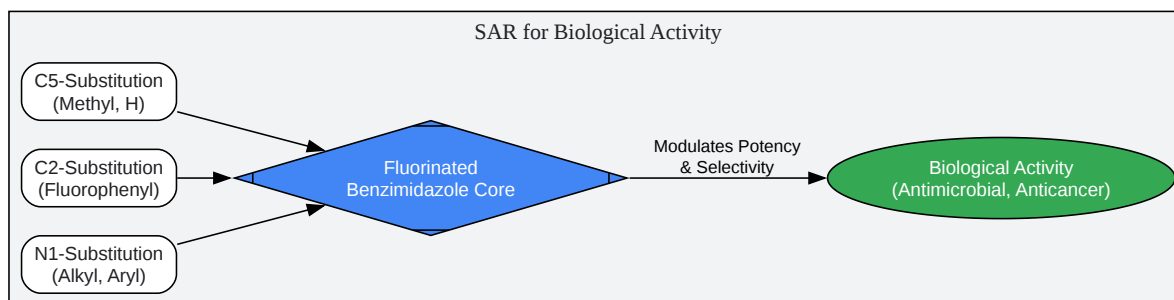 SAR for Biological Activity
C5-Substitution
(Methyl, H)
C2-Substitution
(Fluorophenyl)
N1-Substitution
(Alkyl, Aryl)
Fluorinated
Benzimidazole Core
Modulates Potency
& Selectivity
Biological Activity
(Antimicrobial, Anticancer)